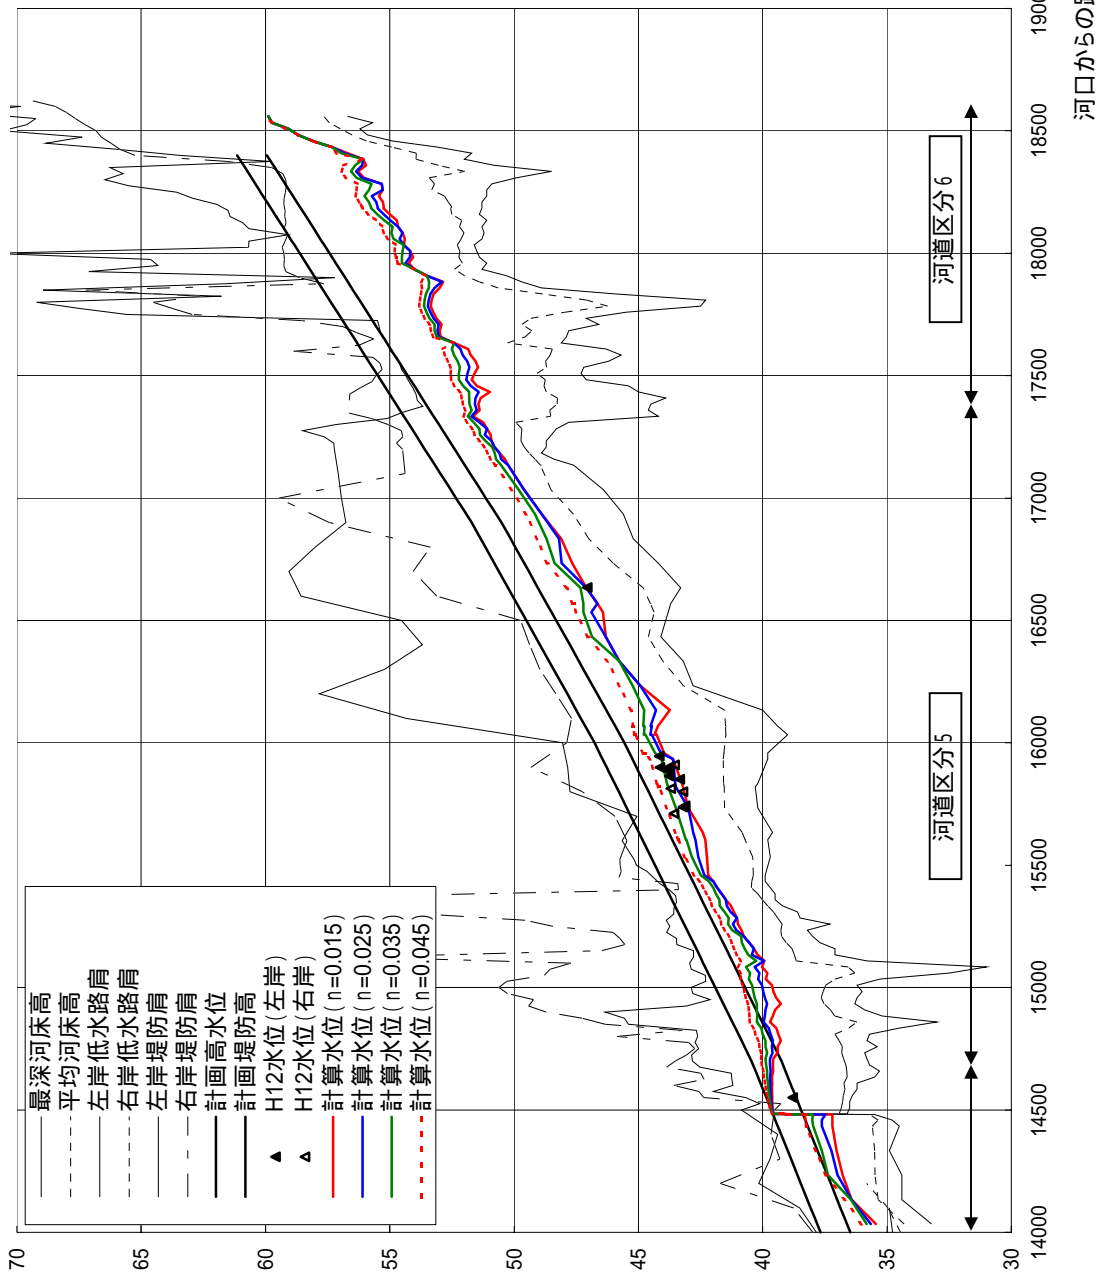 70
65
60
55
50
45
40
35
30
14000
14500
15000
15500
16000
16500
17000
17500
18000
18500
1900
河口からの
最深河床高
平均河床高
左岸低水路肩
右岸低水路肩
左岸堤防肩
右岸堤防肩
計画高水位
計画堤防高
H12水位(左岸)
H12水位(右岸)
計算水位(n=0.015)
計算水位(n=0.025)
計算水位(n=0.035)
計算水位(n=0.045)
河道区分5
河道区分6